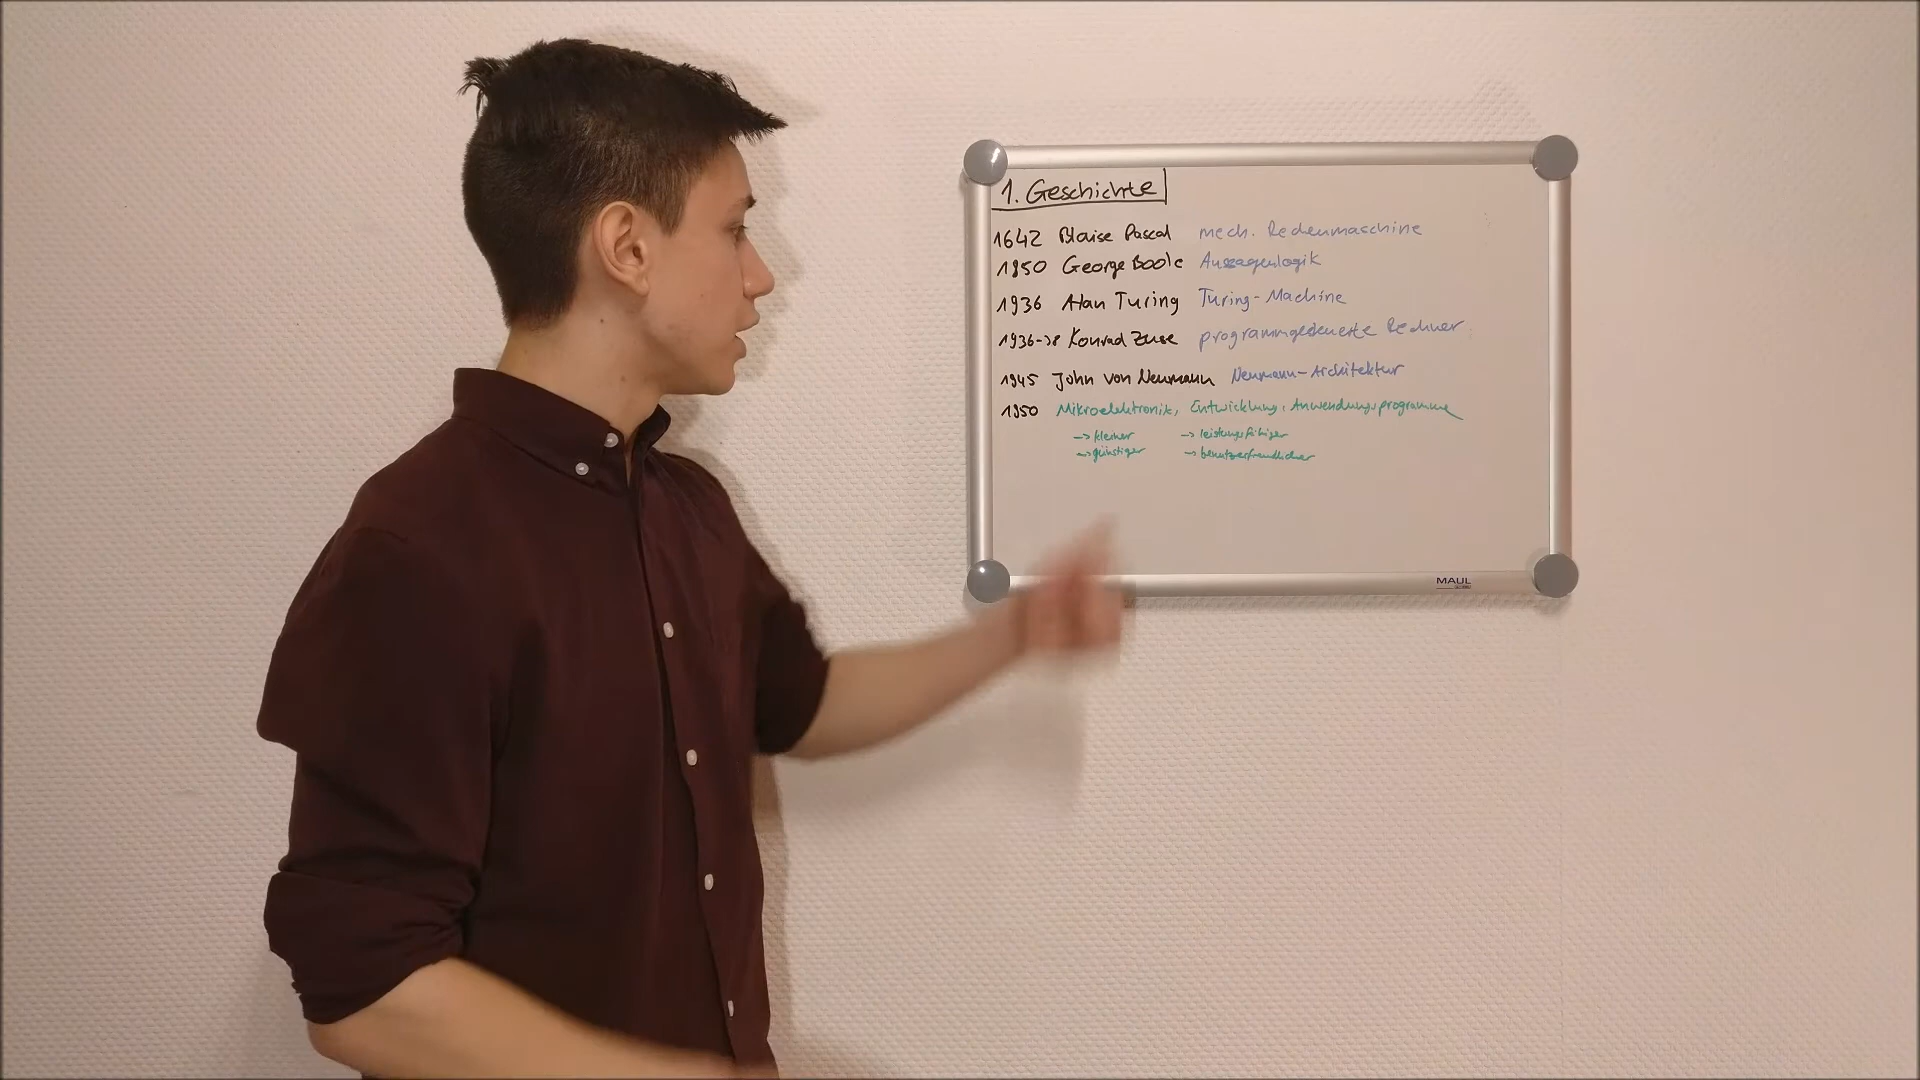 1. Geschichte
1642 Blaise Pascal mech. Rechenmaschine
1850 George Boole Aussagenlogik
1936 Alan Turing Turing-Machine
1936-38 Konrad Zuse programmgesteuerte Rechner
1945 John von Neumann Neumann-Architektur
1950 Mikroelektronik, Entwicklung, Anwendungsprogramme
-> kleiner -> leistungsfähiger
-> günstiger -> benutzerfreundlicher
MAUL